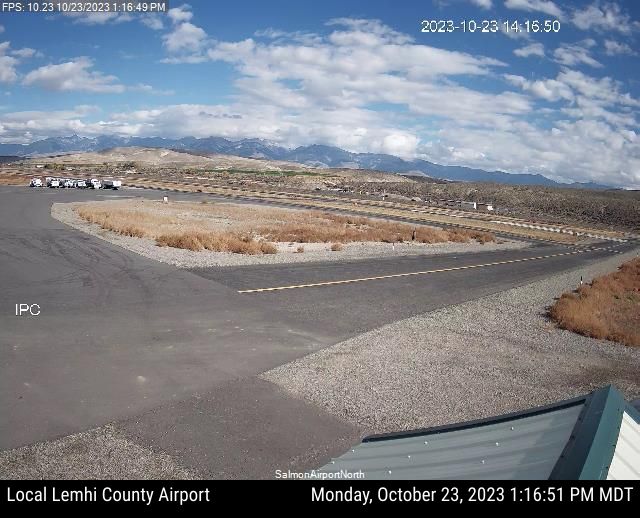 FPS: 10.23 10/23/2023 1:16:49 PM
2023-10-23 14:16:50
IPC
SalmonAirportNorth
Local Lemhi County Airport Monday, October 23, 2023 1:16:51 PM MDT